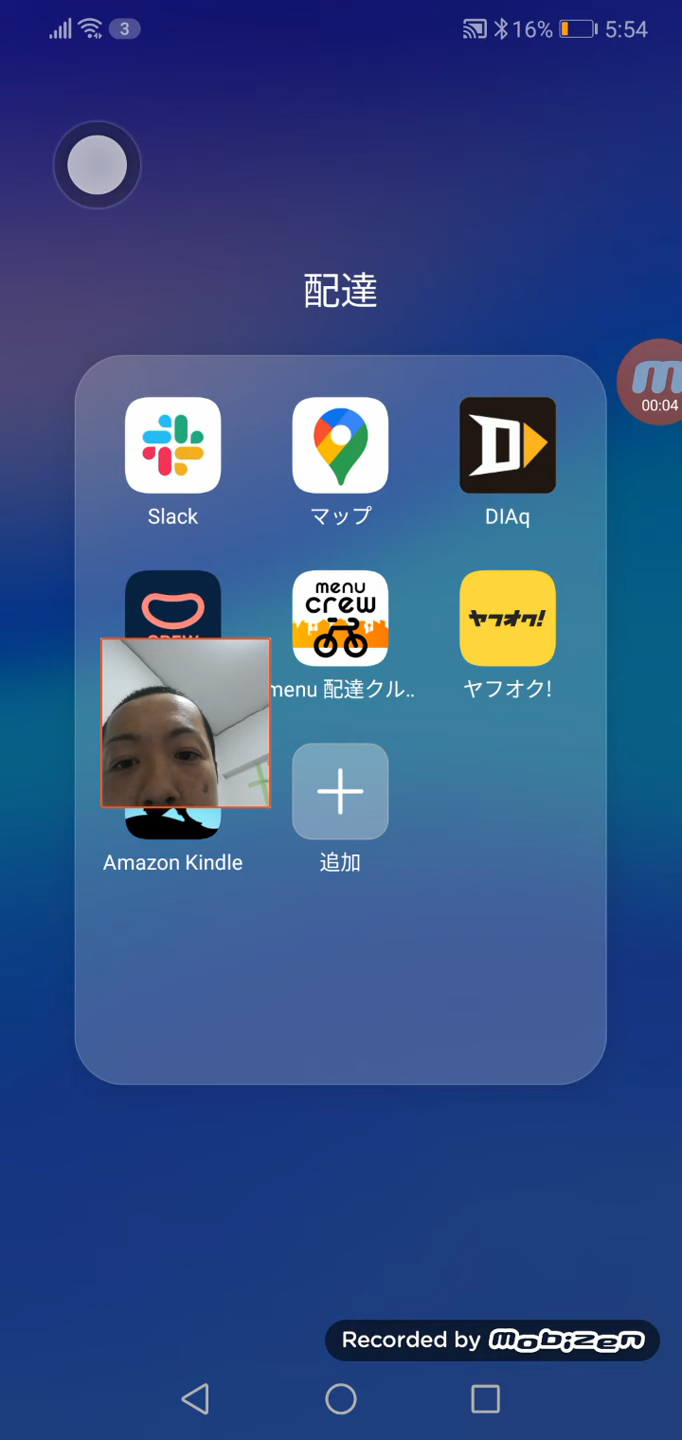 3
16% 5:54
配達
m
00:04
Slack
マップ
DIAq
D
menu
crew
ヤフオク!
menu 配達クル..
ヤフオク!
Amazon Kindle
追加
Recorded by mobizen